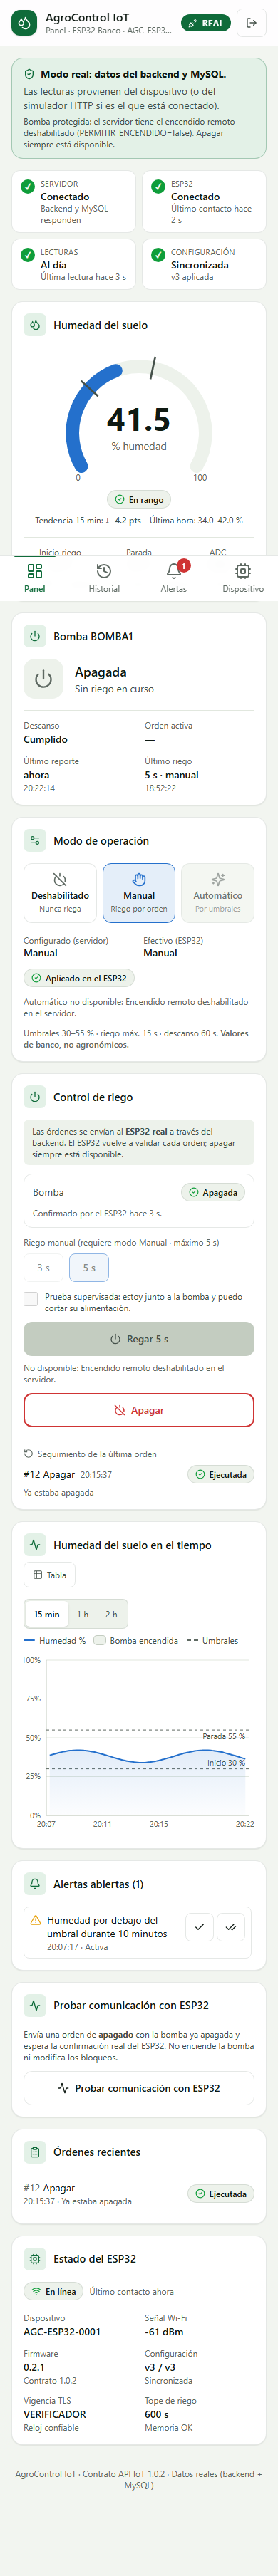 AgroControl IoT
Panel · ESP32 Banco · AGC-ESP3...
REAL
Modo real: datos del backend y MySQL.
Las lecturas provienen del dispositivo (o del
simulador HTTP si es el que está conectado).
Bomba protegida: el servidor tiene el encendido remoto
deshabilitado (PERMITIR_ENCENDIDO=false). Apagar
siempre está disponible.
SERVIDOR
Conectado
Backend y MySQL
responden
ESP32
Conectado
Último contacto hace
2 s
LECTURAS
Al día
Última lectura hace 3 s
CONFIGURACIÓN
Sincronizada
v3 aplicada
Humedad del suelo
41.5
% humedad
0
100
En rango
Tendencia 15 min: ↓ -4.2 pts Última hora: 34.0–42.0 %
Inicio riego Parada ADC
Panel
Historial
1
Alertas
Dispositivo
Bomba BOMBA1
Apagada
Sin riego en curso
Descanso
Cumplido
Orden activa
—
Último reporte
ahora
20:22:14
Último riego
5 s · manual
18:52:22
Modo de operación
Deshabilitado
Nunca riega
Manual
Riego por orden
Automático
Por umbrales
Configurado (servidor)
Manual
Efectivo (ESP32)
Manual
Aplicado en el ESP32
Automático no disponible: Encendido remoto deshabilitado
en el servidor.
Umbrales 30–55 % · riego máx. 15 s · descanso 60 s. Valores
de banco, no agronómicos.
Control de riego
Las órdenes se envían al ESP32 real a través del
backend. El ESP32 vuelve a validar cada orden; apagar
siempre está disponible.
Bomba
Apagada
Confirmado por el ESP32 hace 3 s.
Riego manual (requiere modo Manual · máximo 5 s)
3 s
5 s
Prueba supervisada: estoy junto a la bomba y puedo
cortar su alimentación.
Regar 5 s
No disponible: Encendido remoto deshabilitado en el
servidor.
Apagar
Seguimiento de la última orden
#12 Apagar 20:15:37
Ejecutada
Ya estaba apagada
Humedad del suelo en el tiempo
Tabla
15 min
1 h
2 h
Humedad %
Bomba encendida
Umbrales
100%
75%
50%
25%
0%
Parada 55 %
Inicio 30 %
20:07
20:11
20:15
20:22
Alertas abiertas (1)
Humedad por debajo del
umbral durante 10 minutos
20:07:17 · Activa
Probar comunicación con ESP32
Envía una orden de apagado con la bomba ya apagada y
espera la confirmación real del ESP32. No enciende la bomba
ni modifica los bloqueos.
Probar comunicación con ESP32
Órdenes recientes
#12 Apagar
20:15:37 · Ya estaba apagada
Ejecutada
Estado del ESP32
En línea
Último contacto ahora
Dispositivo
AGC-ESP32-0001
Señal Wi-Fi
-61 dBm
Firmware
0.2.1
Contrato 1.0.2
Configuración
v3 / v3
Sincronizada
Vigencia TLS
VERIFICADOR
Reloj confiable
Tope de riego
600 s
Memoria OK
AgroControl IoT · Contrato API IoT 1.0.2 · Datos reales (backend +
MySQL)